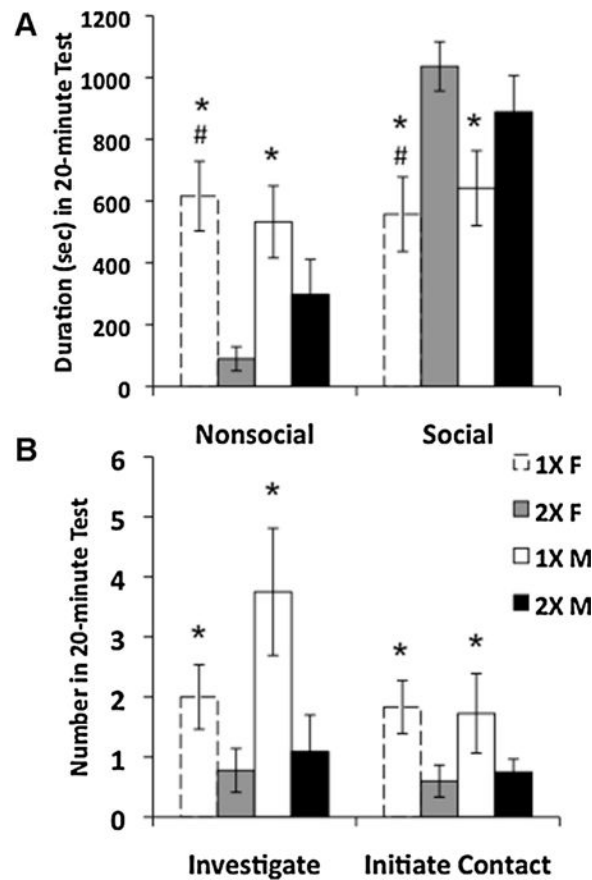 A
Duration (sec) in 20-minute Test
1200
1000
800
600
400
200
0
*
#
*
*
#
*
Nonsocial
Social
B
Number in 20-minute Test
6
5
4
3
2
1
0
*
*
*
*
1X F
2X F
1X M
2X M
Investigate
Initiate Contact